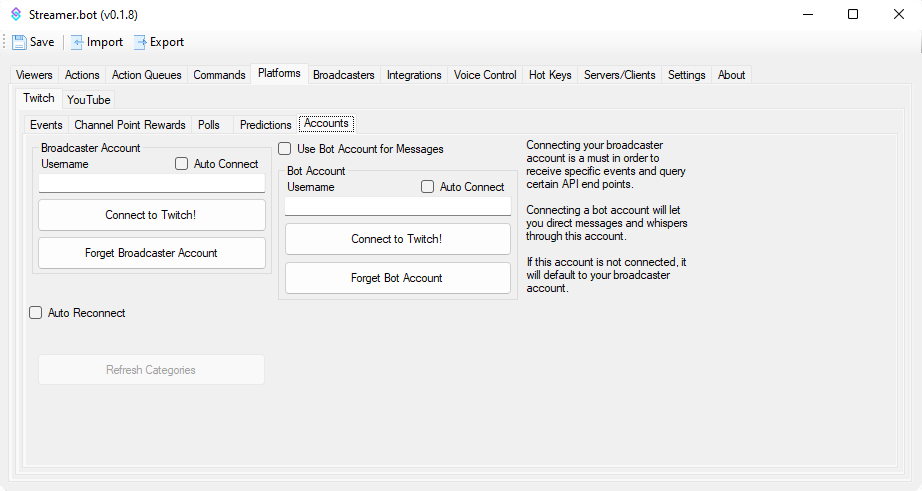 Streamer.bot (v0.1.8)
Save Import Export
Viewers Actions Action Queues Commands Platforms Broadcasters Integrations Voice Control Hot Keys Servers/Clients Settings About
Twitch YouTube
Events Channel Point Rewards Polls Predictions Accounts
Broadcaster Account
Username Auto Connect
Connect to Twitch!
Forget Broadcaster Account
Auto Reconnect
Refresh Categories
Use Bot Account for Messages
Bot Account
Username Auto Connect
Connect to Twitch!
Forget Bot Account
Connecting your broadcaster
account is a must in order to
receive specific events and query
certain API end points.
Connecting a bot account will let
you direct messages and whispers
through this account.
If this account is not connected, it
will default to your broadcaster
account.